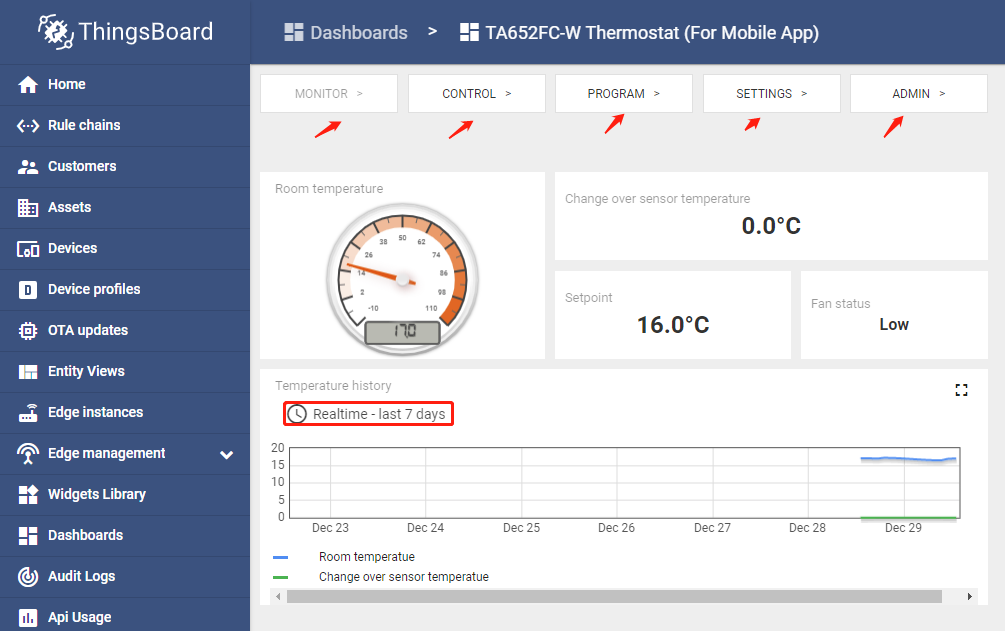 ThingsBoard
Dashboards > TA652FC-W Thermostat (For Mobile App)
Home
Rule chains
Customers
Assets
Devices
Device profiles
OTA updates
Entity Views
Edge instances
Edge management
Widgets Library
Dashboards
Audit Logs
Api Usage
MONITOR > CONTROL > PROGRAM > SETTINGS > ADMIN >
Room temperature
-10 2 14 26 38 50 62 74 86 98 110
17.0
Change over sensor temperature
0.0°C
Setpoint
16.0°C
Fan status
Low
Temperature history
Realtime - last 7 days
20
15
10
5
0
Dec 23 Dec 24 Dec 25 Dec 26 Dec 27 Dec 28 Dec 29
Room temperatue
Change over sensor temperatue